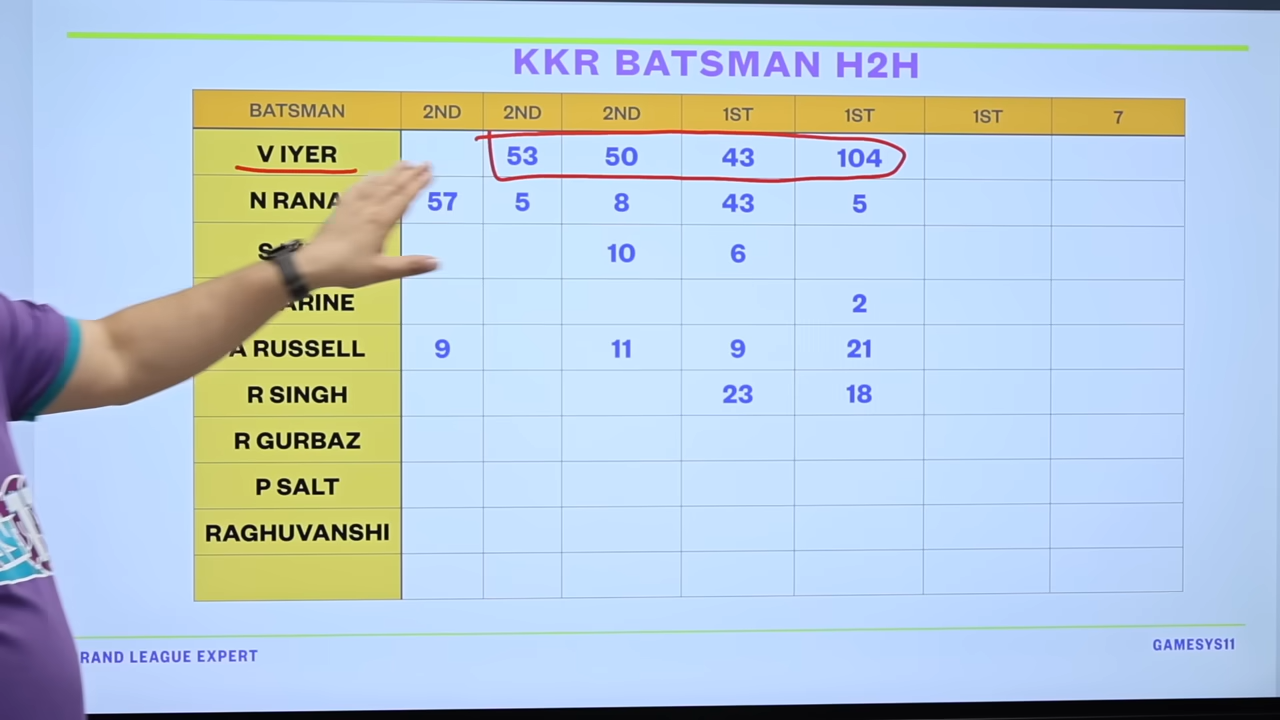 KKR BATSMAN H2H
BATSMAN 2ND 2ND 2ND 1ST 1ST 1ST 7
V IYER 53 50 43 104
N RANA 57 5 8 43 5
10 6
2
A RUSSELL 9 11 9 21
R SINGH 23 18
R GURBAZ
P SALT
RAGHUVANSHI
LEAGUE EXPERT
GAMESYS11